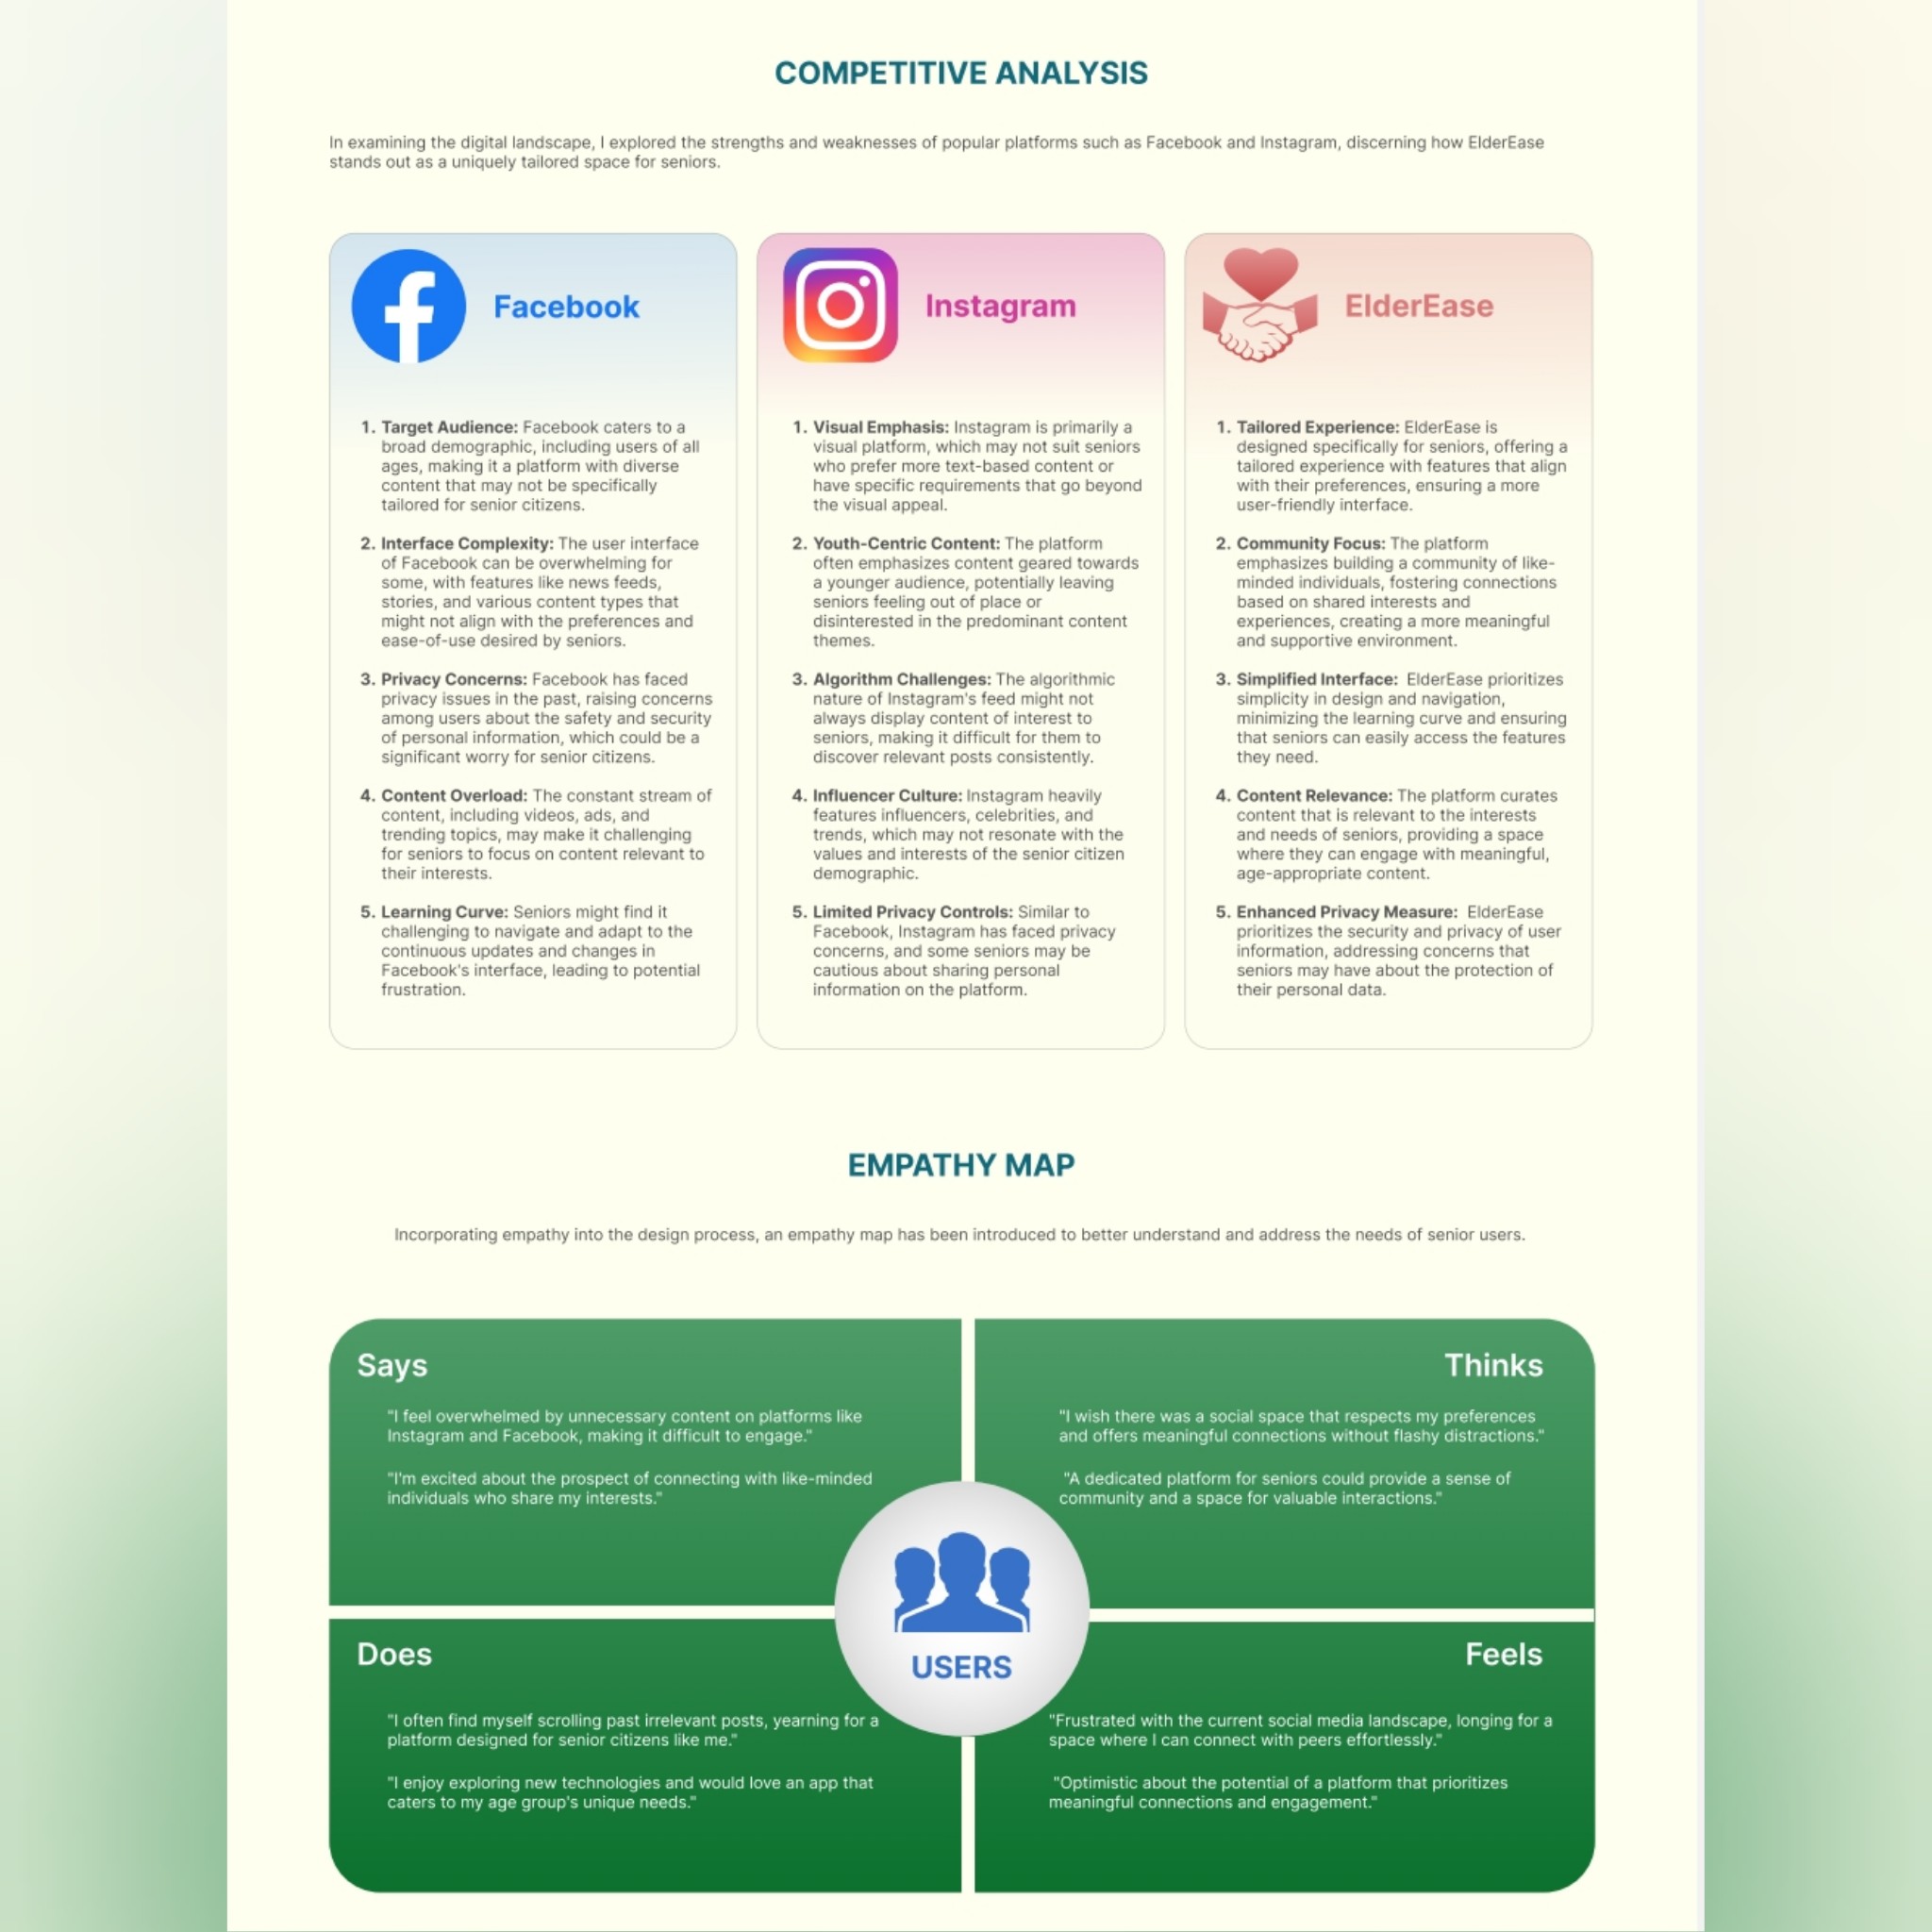 COMPETITIVE ANALYSIS
In examining the digital landscape, I explored the strengths and weaknesses of popular platforms such as Facebook and Instagram, discerning how ElderEase
stands out as a uniquely tailored space for seniors.
Facebook
1. Target Audience: Facebook caters to a
broad demographic, including users of all
ages, making it a platform with diverse
content that may not be specifically
tailored for senior citizens.
2. Interface Complexity: The user interface
of Facebook can be overwhelming for
some, with features like news feeds,
stories, and various content types that
might not align with the preferences and
ease-of-use desired by seniors.
3. Privacy Concerns: Facebook has faced
privacy issues in the past, raising concerns
among users about the safety and security
of personal information, which could be a
significant worry for senior citizens.
4. Content Overload: The constant stream of
content, including videos, ads, and
trending topics, may make it challenging
for seniors to focus on content relevant to
their interests.
5. Learning Curve: Seniors might find it
challenging to navigate and adapt to the
continuous updates and changes in
Facebook's interface, leading to potential
frustration.
Instagram
1. Visual Emphasis: Instagram is primarily a
visual platform, which may not suit seniors
who prefer more text-based content or
have specific requirements that go beyond
the visual appeal.
2. Youth-Centric Content: The platform
often emphasizes content geared towards
a younger audience, potentially leaving
seniors feeling out of place or
disinterested in the predominant content
themes.
3. Algorithm Challenges: The algorithmic
nature of Instagram's feed might not
always display content of interest to
seniors, making it difficult for them to
discover relevant posts consistently.
4. Influencer Culture: Instagram heavily
features influencers, celebrities, and
trends, which may not resonate with the
values and interests of the senior citizen
demographic.
5. Limited Privacy Controls: Similar to
Facebook, Instagram has faced privacy
concerns, and some seniors may be
cautious about sharing personal
information on the platform.
ElderEase
1. Tailored Experience: ElderEase is
designed specifically for seniors, offering a
tailored experience with features that align
with their preferences, ensuring a more
user-friendly interface.
2. Community Focus: The platform
emphasizes building a community of like-
minded individuals, fostering connections
based on shared interests and
experiences, creating a more meaningful
and supportive environment.
3. Simplified Interface: ElderEase prioritizes
simplicity in design and navigation,
minimizing the learning curve and ensuring
that seniors can easily access the features
they need.
4. Content Relevance: The platform curates
content that is relevant to the interests
and needs of seniors, providing a space
where they can engage with meaningful,
age-appropriate content.
5. Enhanced Privacy Measure: ElderEase
prioritizes the security and privacy of user
information, addressing concerns that
seniors may have about the protection of
their personal data.
EMPATHY MAP
Incorporating empathy into the design process, an empathy map has been introduced to better understand and address the needs of senior users.
Says
"I feel overwhelmed by unnecessary content on platforms like
Instagram and Facebook, making it difficult to engage."
"I'm excited about the prospect of connecting with like-minded
individuals who share my interests."
Thinks
"I wish there was a social space that respects my preferences
and offers meaningful connections without flashy distractions."
"A dedicated platform for seniors could provide a sense of
community and a space for valuable interactions."
USERS
Does
"I often find myself scrolling past irrelevant posts, yearning for a
platform designed for senior citizens like me."
"I enjoy exploring new technologies and would love an app that
caters to my age group's unique needs."
Feels
"Frustrated with the current social media landscape, longing for a
space where I can connect with peers effortlessly."
"Optimistic about the potential of a platform that prioritizes
meaningful connections and engagement."